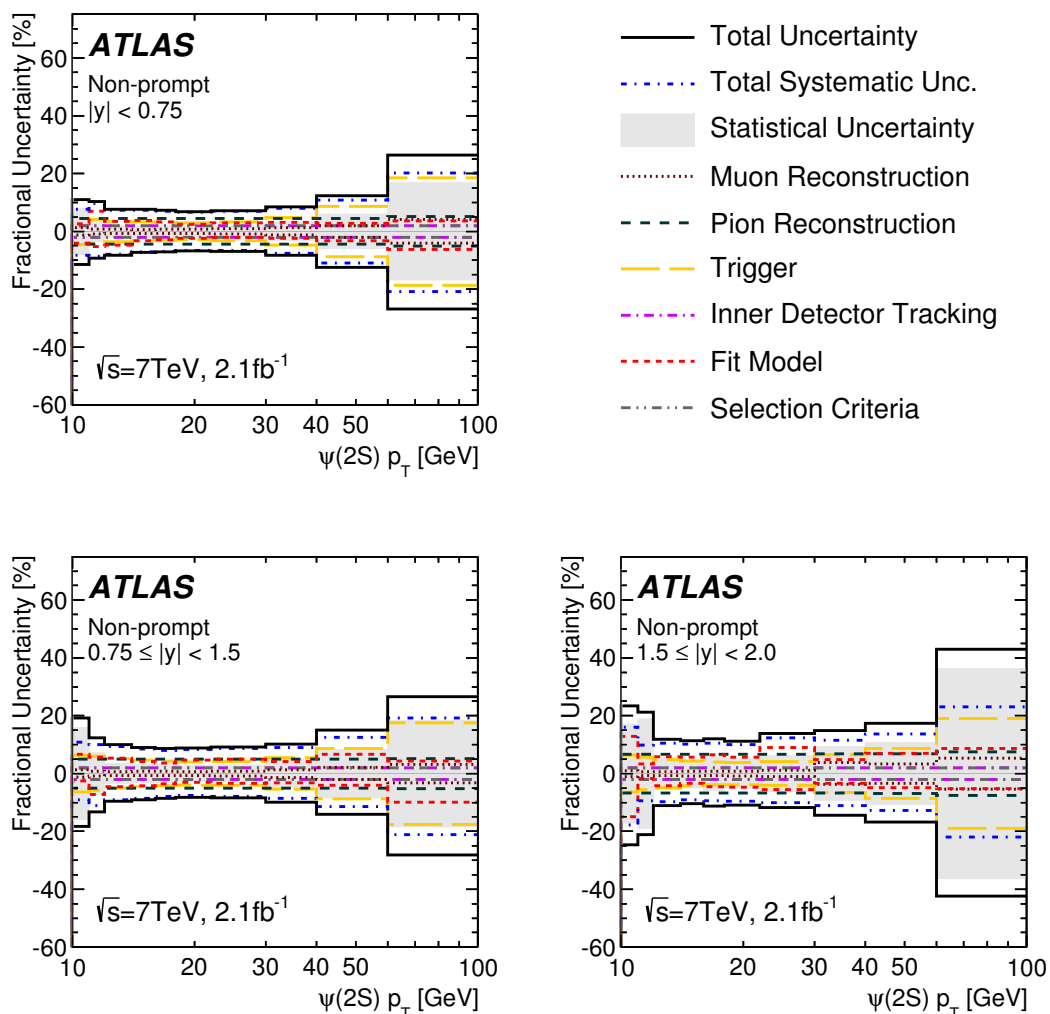 Fractional Uncertainty [%]
60
40
20
0
-20
-40
-60
ATLAS
Non-prompt
|y| < 0.75
√s=7TeV, 2.1fb⁻¹
10
20
30
40
50
100
ψ(2S) p_T [GeV]
Total Uncertainty
Total Systematic Unc.
Statistical Uncertainty
Muon Reconstruction
Pion Reconstruction
Trigger
Inner Detector Tracking
Fit Model
Selection Criteria
Fractional Uncertainty [%]
60
40
20
0
-20
-40
-60
ATLAS
Non-prompt
0.75 ≤ |y| < 1.5
√s=7TeV, 2.1fb⁻¹
10
20
30
40
50
100
ψ(2S) p_T [GeV]
Fractional Uncertainty [%]
60
40
20
0
-20
-40
-60
ATLAS
Non-prompt
1.5 ≤ |y| < 2.0
√s=7TeV, 2.1fb⁻¹
10
20
30
40
50
100
ψ(2S) p_T [GeV]